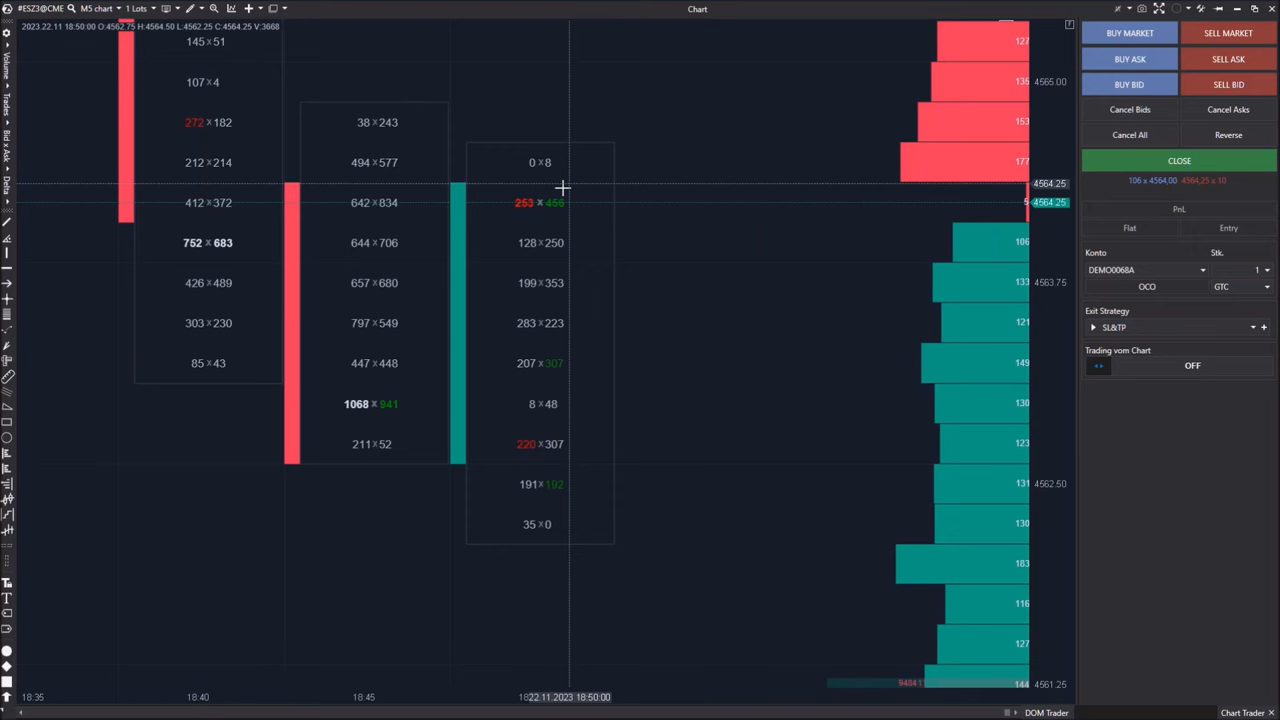 #ESZ3@CME M5 chart 1 Lots
Chart
2023.22.11 18:50:00 O:4562.75 H:4564.50 L:4562.25 C:4564.25 V:3668
Volume
Trades
Bid x Ask
Delta
145×51
107×4
272×182
212×214
412×372
752×683
426×489
303×230
85×43
38×243
494×577
642×834
644×706
657×680
797×549
447×448
1068×941
211×52
0×8
253×456
128×250
199×353
283×223
207×307
8×48
220×307
191×192
35×0
127
135
153
177
5
106
133
121
149
130
123
131
130
183
116
127
144
4565.00
4564.25
4564.25
4563.75
4562.50
4561.25
18:35
18:40
18:45
22.11.2023 18:50:00
BUY MARKET SELL MARKET
BUY ASK SELL ASK
BUY BID SELL BID
Cancel Bids Cancel Asks
Cancel All Reverse
CLOSE
106 x 4564,00 4564,25 x 10
PnL
Flat Entry
Konto Stk.
DEMO0068A 1
OCO GTC
Exit Strategy
SL&TP
Trading vom Chart
OFF
DOM Trader
Chart Trader